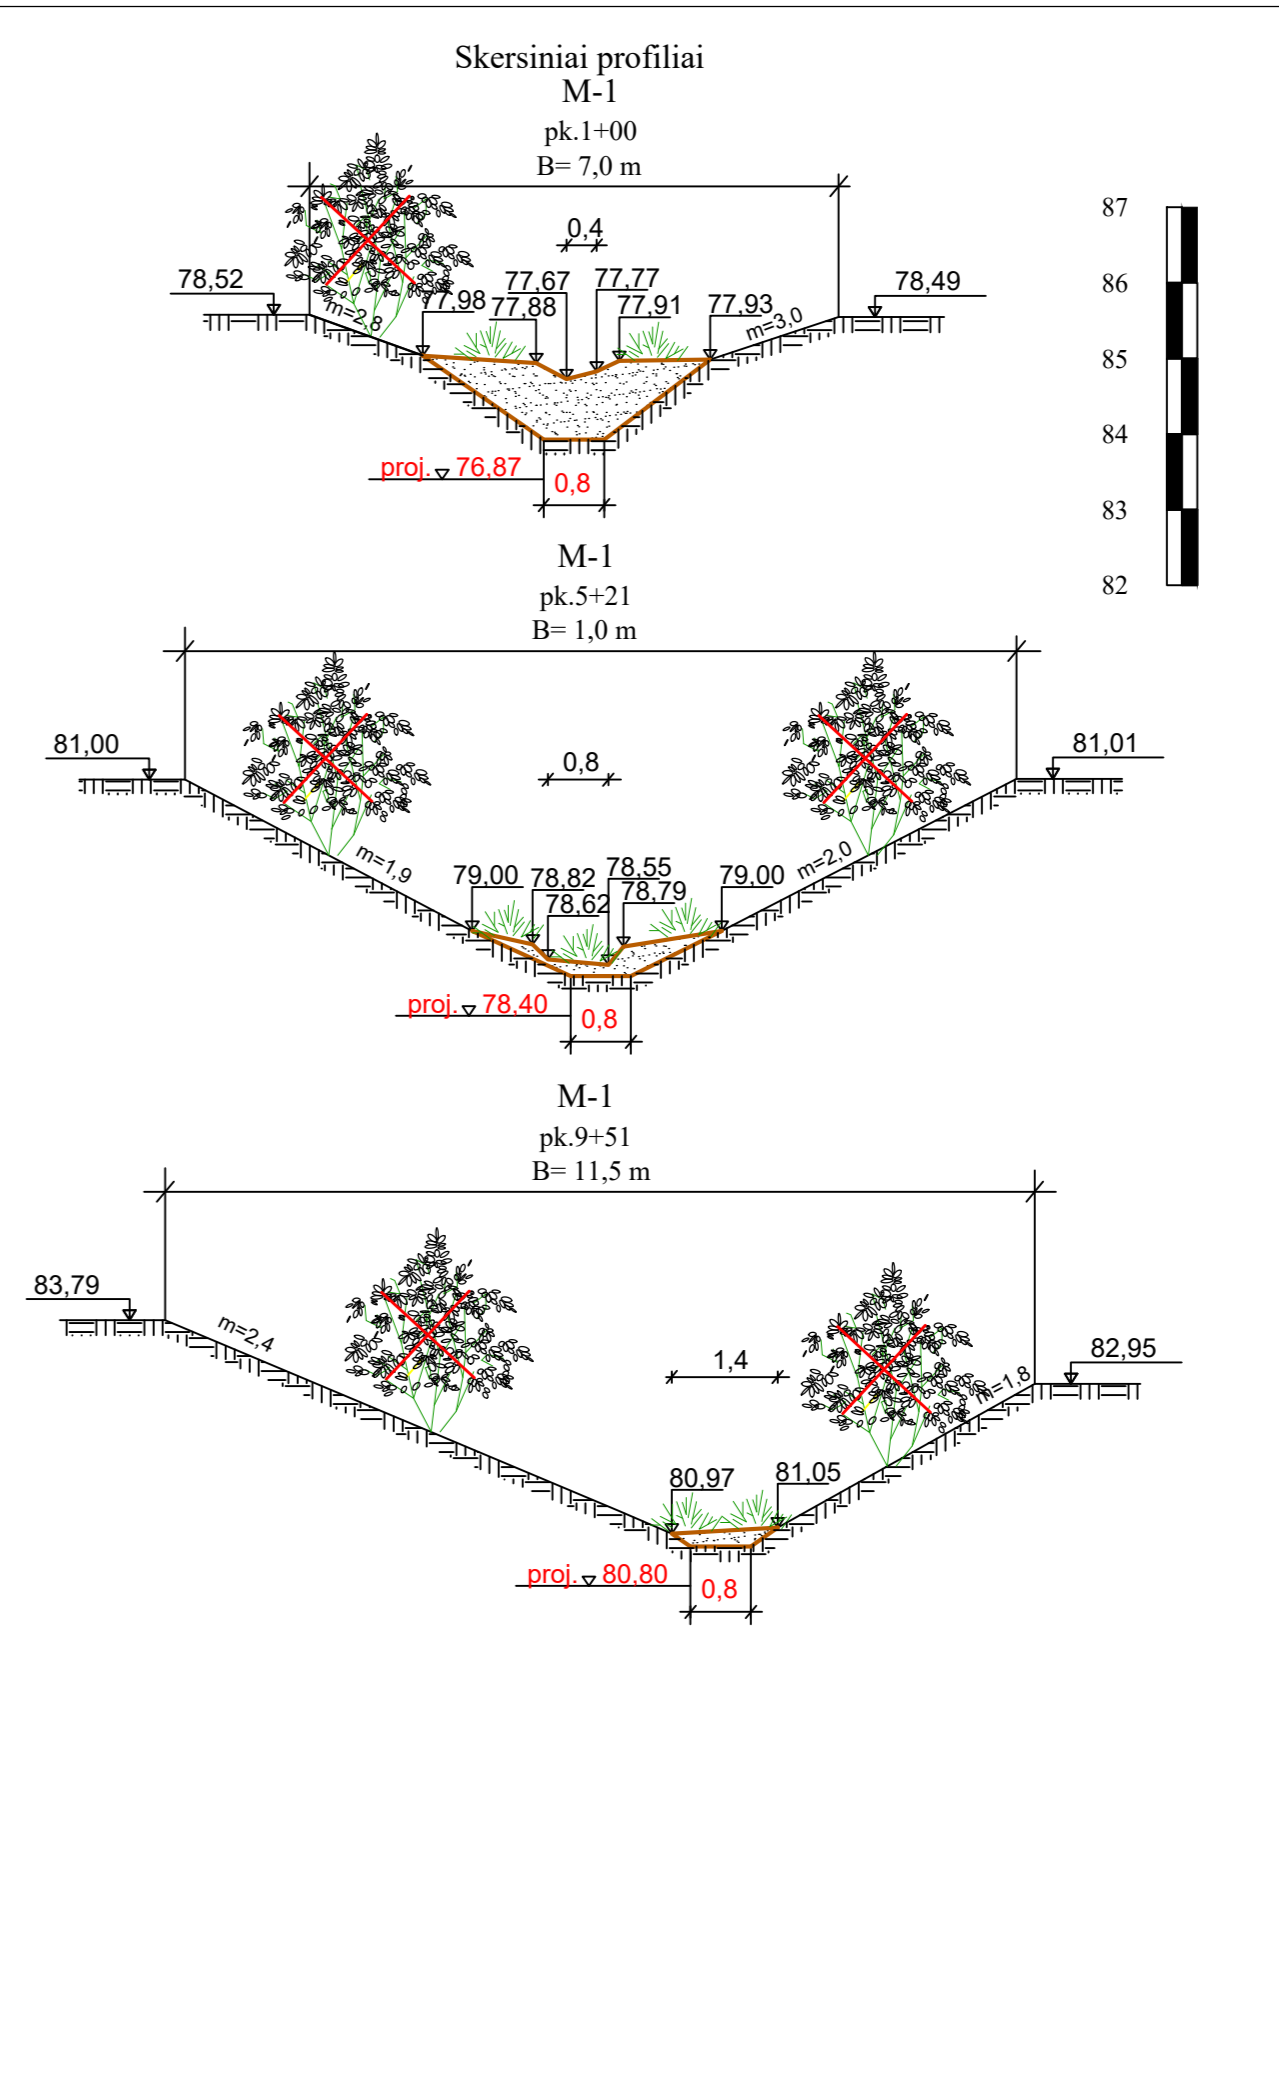 Skersiniai profiliai
M-1
pk.1+00
B= 7,0 m
0,4
78,52
77,98
77,88
77,67
77,77
77,91
77,93
78,49
m=2,8
m=3,0
proj. 76,87
0,8
87
86
85
84
83
82
M-1
pk.5+21
B= 1,0 m
81,00
0,8
81,01
m=1,9
m=2,0
79,00
78,82
78,62
78,55
78,79
79,00
proj. 78,40
0,8
M-1
pk.9+51
B= 11,5 m
83,79
m=2,4
1,4
m=1,8
82,95
80,97
81,05
proj. 80,80
0,8